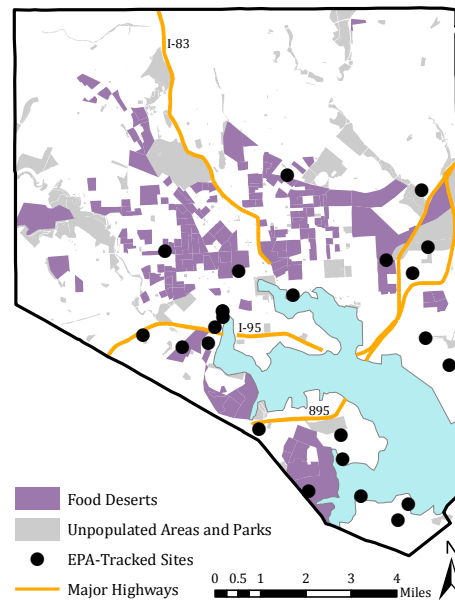 I-83
I-95
895
Food Deserts
Unpopulated Areas and Parks
EPA-Tracked Sites
Major Highways
0 0.5 1 2 3 4 Miles
N